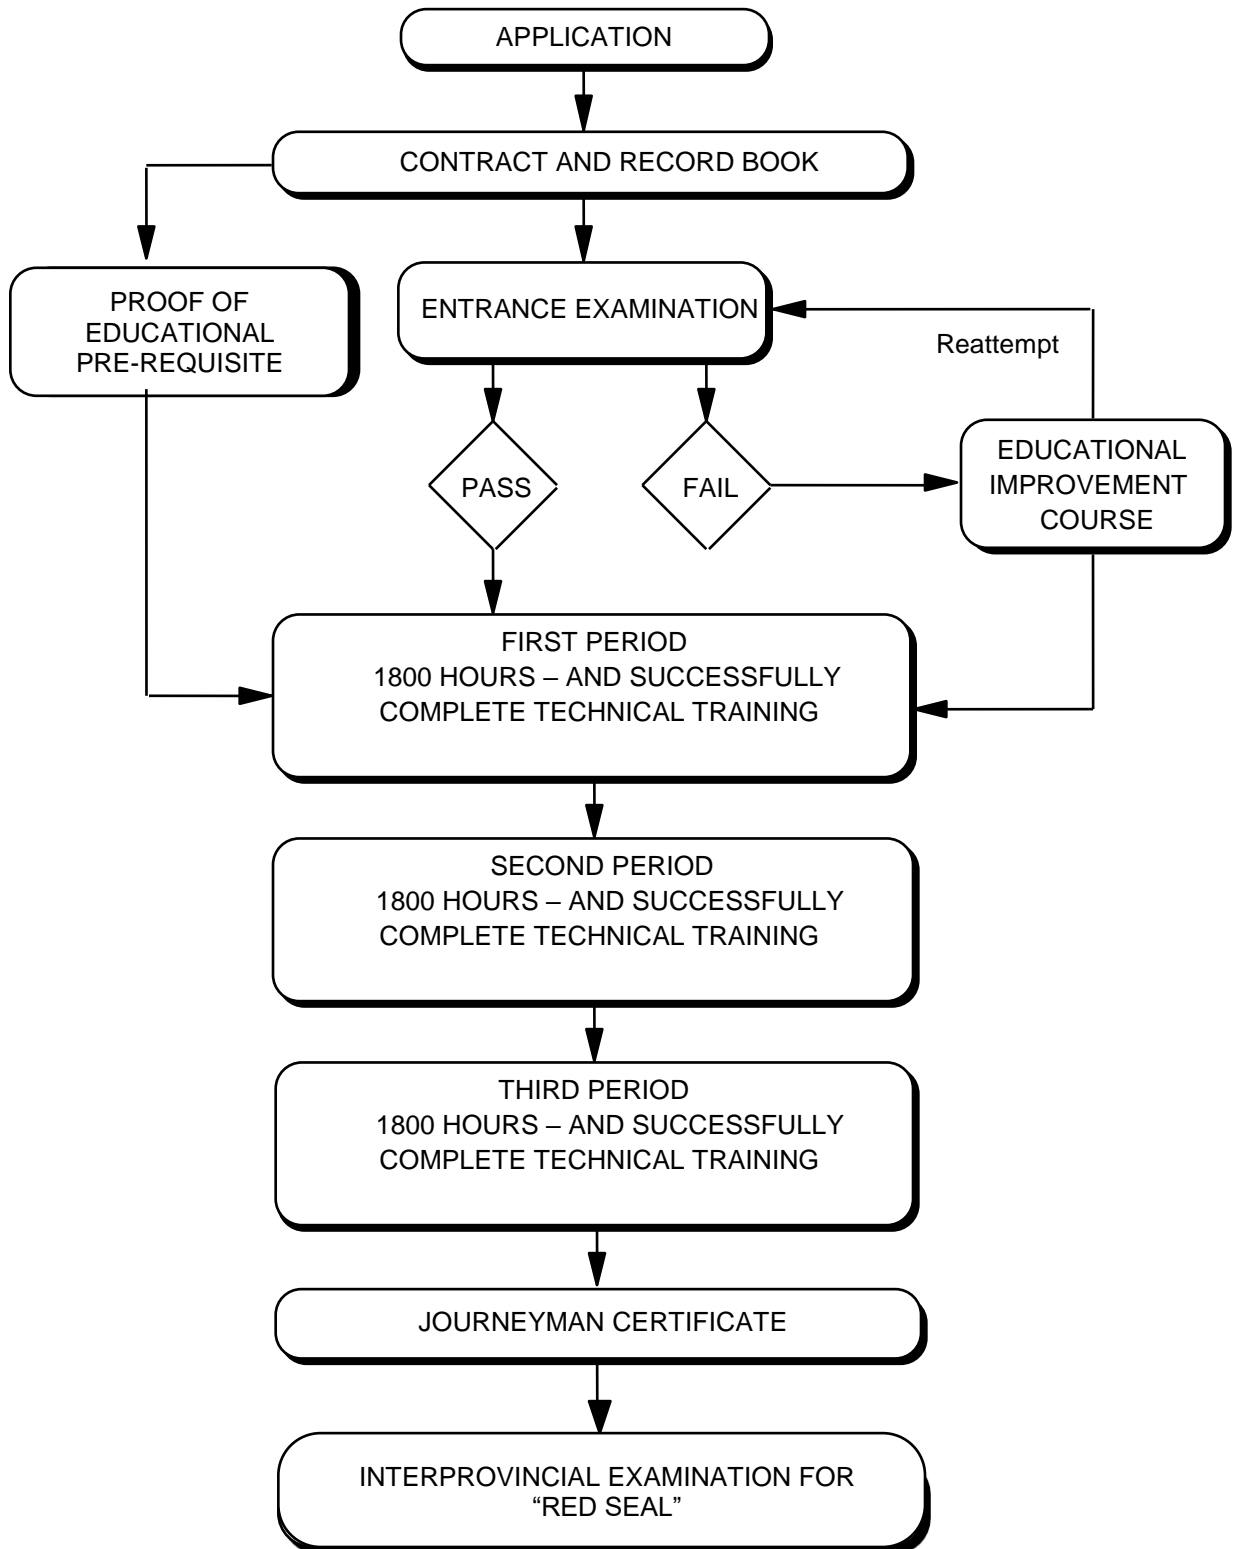 APPLICATION
CONTRACT AND RECORD BOOK
PROOF OF
EDUCATIONAL
PRE-REQUISITE
ENTRANCE EXAMINATION
Reattempt
PASS
FAIL
EDUCATIONAL
IMPROVEMENT
COURSE
FIRST PERIOD
1800 HOURS – AND SUCCESSFULLY
COMPLETE TECHNICAL TRAINING
SECOND PERIOD
1800 HOURS – AND SUCCESSFULLY
COMPLETE TECHNICAL TRAINING
THIRD PERIOD
1800 HOURS – AND SUCCESSFULLY
COMPLETE TECHNICAL TRAINING
JOURNEYMAN CERTIFICATE
INTERPROVINCIAL EXAMINATION FOR
“RED SEAL”